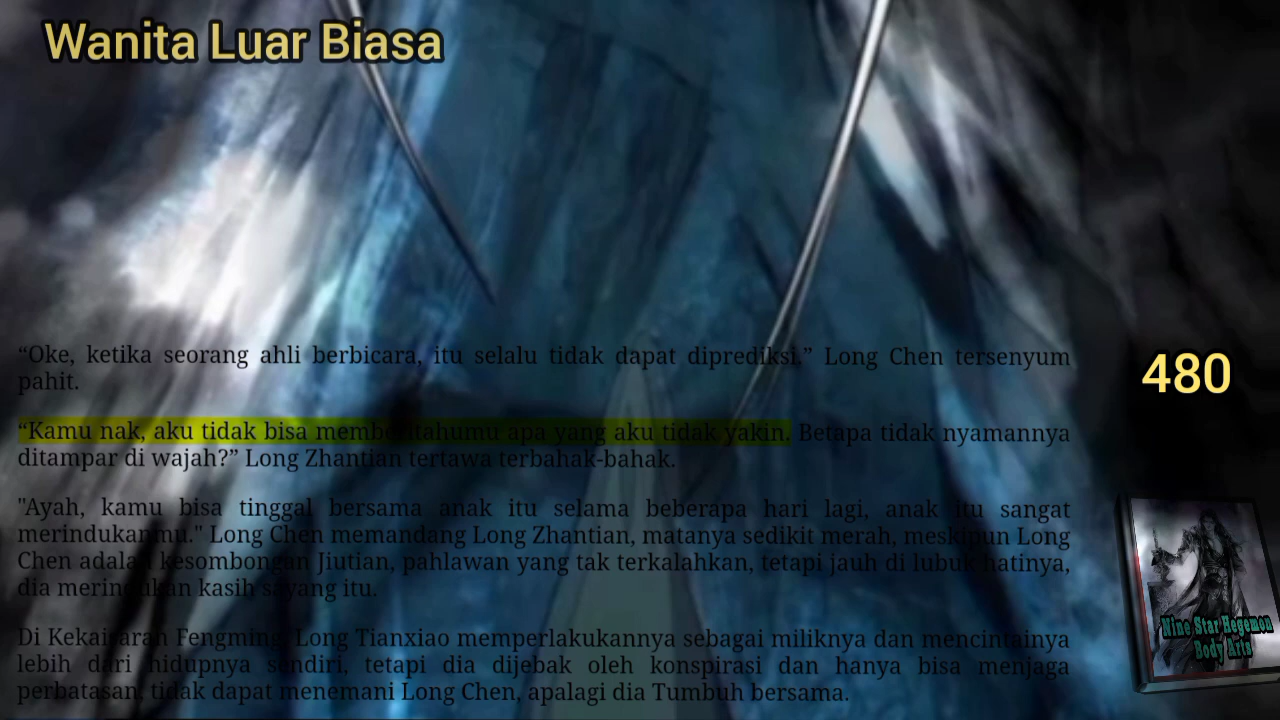 Wanita Luar Biasa
“Oke, ketika seorang ahli berbicara, itu selalu tidak dapat diprediksi.” Long Chen tersenyum
pahit.
“Kamu nak, aku tidak bisa memberitahumu apa yang aku tidak yakin. Betapa tidak nyamannya
ditampar di wajah?” Long Zhantian tertawa terbahak-bahak.
"Ayah, kamu bisa tinggal bersama anak itu selama beberapa hari lagi, anak itu sangat
merindukanmu." Long Chen memandang Long Zhantian, matanya sedikit merah, meskipun Long
Chen adalah kesombongan Jiutian, pahlawan yang tak terkalahkan, tetapi jauh di lubuk hatinya,
dia merindukan kasih sayang itu.
Di Kekaisaran Fengming, Long Tianxiao memperlakukannya sebagai miliknya dan mencintainya
lebih dari hidupnya sendiri, tetapi dia dijebak oleh konspirasi dan hanya bisa menjaga
perbatasan, tidak dapat menemani Long Chen, apalagi dia Tumbuh bersama.
480
Nine Star Hegemon
Body Arts